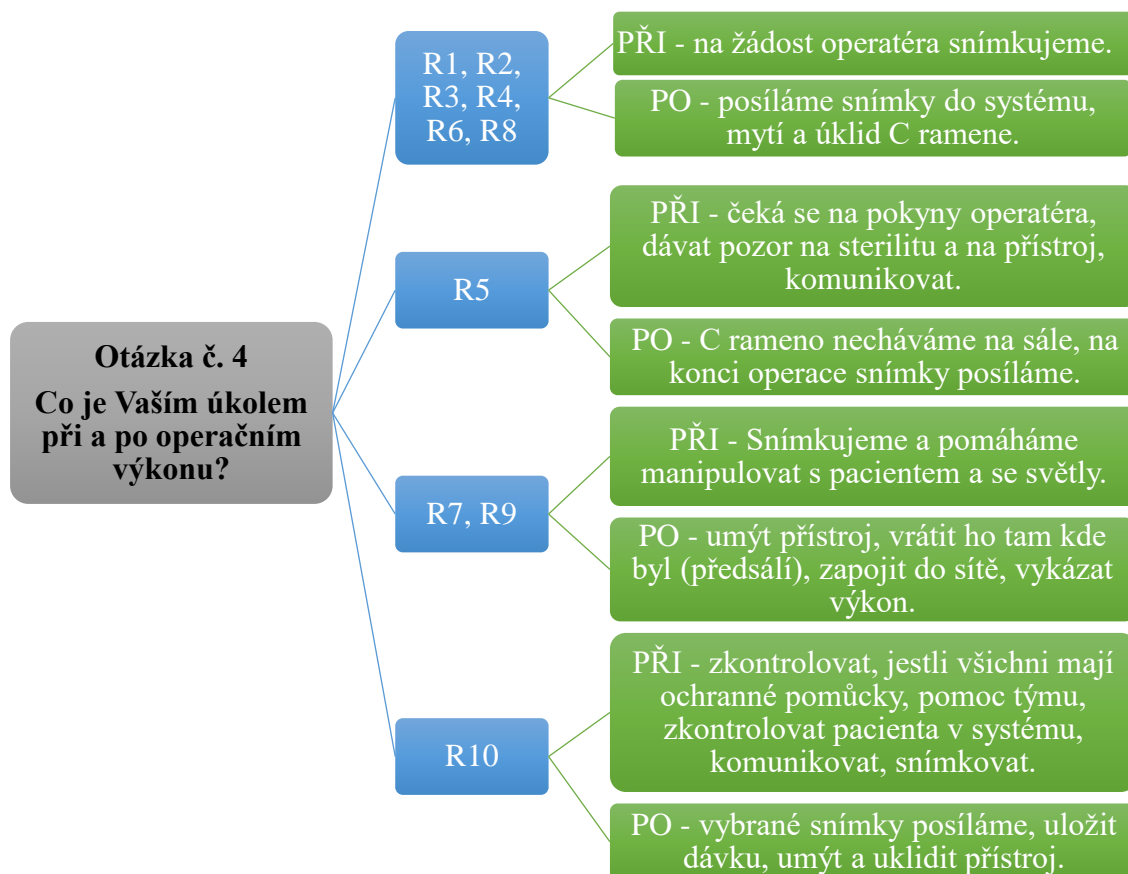 Otázka č. 4
Co je Vaším úkolem
při a po operačním
výkonu?
R1, R2,
R3, R4,
R6, R8
PŘI - na žádost operatéra snímkujeme.
PO - posíláme snímky do systému,
mytí a úklid C ramene.
R5
PŘI - čeká se na pokyny operatéra,
dávat pozor na sterilitu a na přístroj,
komunikovat.
PO - C rameno necháváme na sále, na
konci operace snímky posíláme.
R7, R9
PŘI - Snímkujeme a pomáháme
manipulovat s pacientem a se světly.
PO - umýt přístroj, vrátit ho tam kde
byl (předsálí), zapojit do sítě, vykázat
výkon.
R10
PŘI - zkontrolovat, jestli všichni mají
ochranné pomůcky, pomoc týmu,
zkontrolovat pacienta v systému,
komunikovat, snímkovat.
PO - vybrané snímky posíláme, uložit
dávku, umýt a uklidit přístroj.